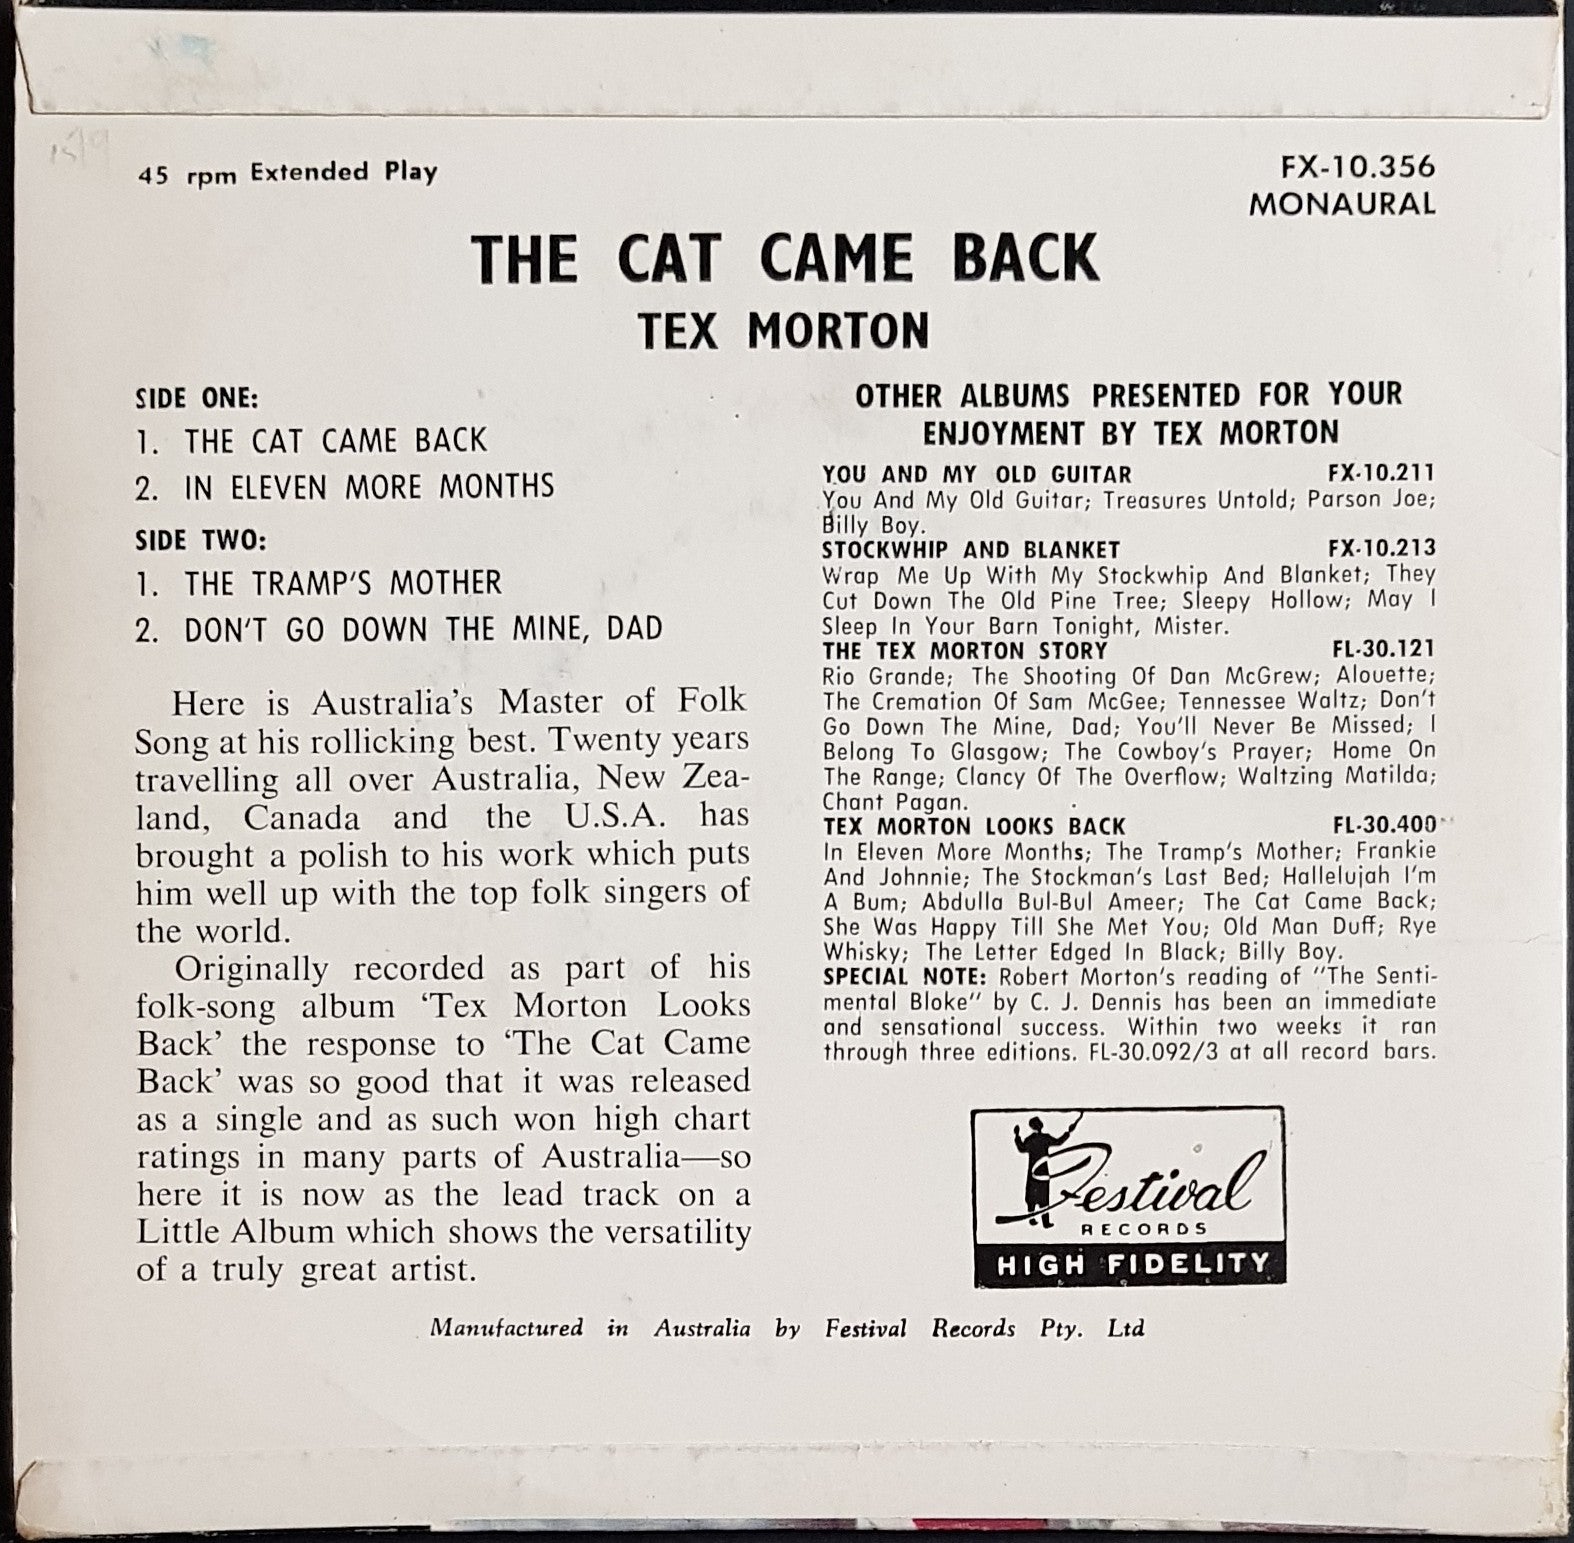 45 rpm Extended Play
FX-10.356
MONAURAL
THE CAT CAME BACK
TEX MORTON
SIDE ONE:
1. THE CAT CAME BACK
2. IN ELEVEN MORE MONTHS
SIDE TWO:
1. THE TRAMP'S MOTHER
2. DON'T GO DOWN THE MINE, DAD
Here is Australia's Master of Folk
Song at his rollicking best. Twenty years
travelling all over Australia, New Zea-
land, Canada and the U.S.A. has
brought a polish to his work which puts
him well up with the top folk singers of
the world.
Originally recorded as part of his
folk-song album 'Tex Morton Looks
Back' the response to 'The Cat Came
Back' was so good that it was released
as a single and as such won high chart
ratings in many parts of Australia—so
here it is now as the lead track on a
Little Album which shows the versatility
of a truly great artist.
OTHER ALBUMS PRESENTED FOR YOUR
ENJOYMENT BY TEX MORTON
YOU AND MY OLD GUITAR FX-10.211
You And My Old Guitar; Treasures Untold; Parson Joe;
Billy Boy.
STOCKWHIP AND BLANKET FX-10.213
Wrap Me Up With My Stockwhip And Blanket; They
Cut Down The Old Pine Tree; Sleepy Hollow; May I
Sleep In Your Barn Tonight, Mister.
THE TEX MORTON STORY FL-30.121
Rio Grande; The Shooting Of Dan McGrew; Alouette;
The Cremation Of Sam McGee; Tennessee Waltz; Don't
Go Down The Mine, Dad; You'll Never Be Missed; I
Belong To Glasgow; The Cowboy's Prayer; Home On
The Range; Clancy Of The Overflow; Waltzing Matilda;
Chant Pagan.
TEX MORTON LOOKS BACK FL-30.400
In Eleven More Months; The Tramp's Mother; Frankie
And Johnnie; The Stockman's Last Bed; Hallelujah I'm
A Bum; Abdulla Bul-Bul Ameer; The Cat Came Back;
She Was Happy Till She Met You; Old Man Duff; Rye
Whisky; The Letter Edged In Black; Billy Boy.
SPECIAL NOTE: Robert Morton's reading of "The Senti-
mental Bloke" by C. J. Dennis has been an immediate
and sensational success. Within two weeks it ran
through three editions. FL-30.092/3 at all record bars.
Festival
RECORDS
HIGH FIDELITY
Manufactured in Australia by Festival Records Pty. Ltd